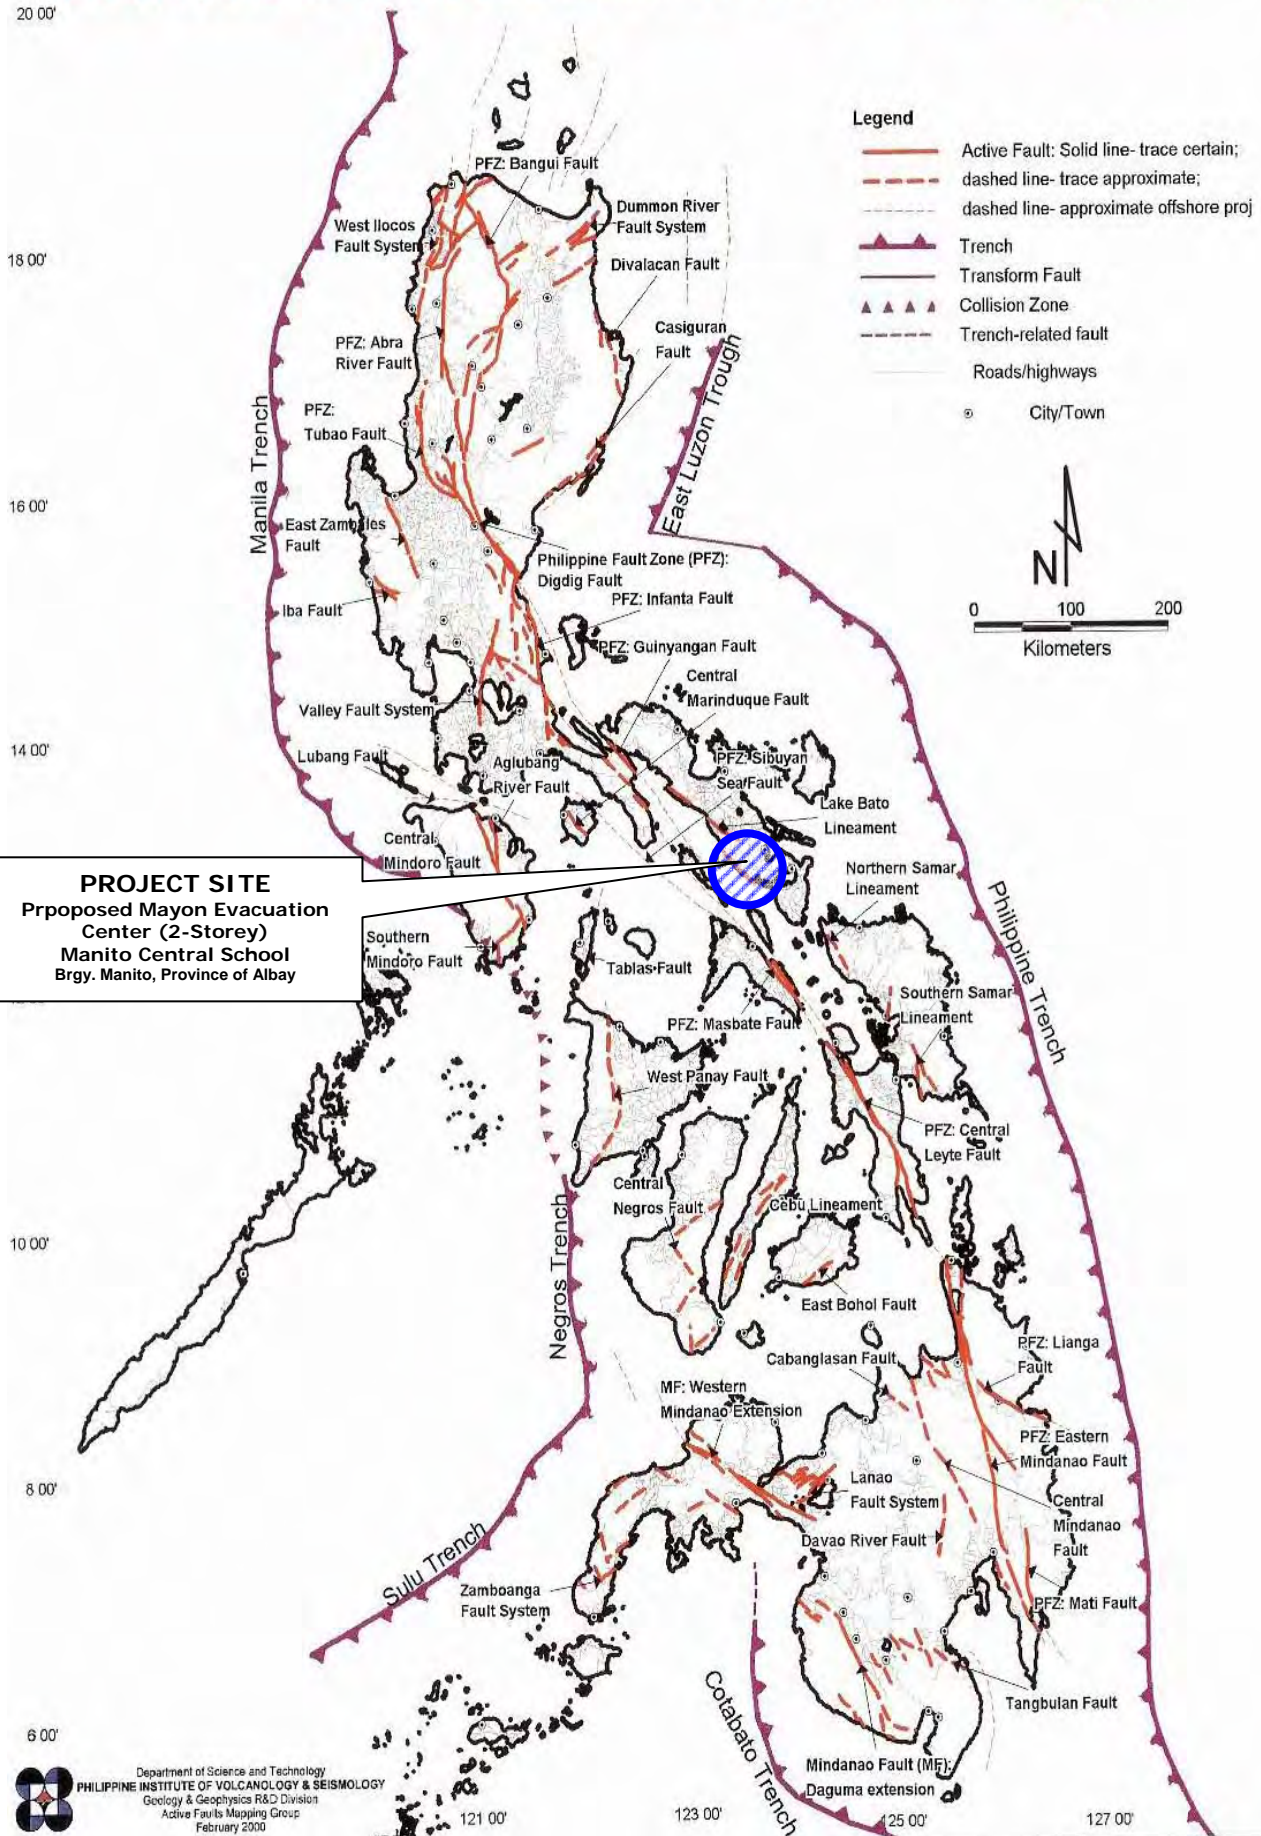 20 00'
Legend
Active Fault: Solid line- trace certain;
dashed line- trace approximate;
dashed line- approximate offshore proj
Trench
Transform Fault
Collision Zone
Trench-related fault
Roads/highways
City/Town
PFZ: Bangui Fault
Dummon River
Fault System
West Ilocos
Fault System
18 00'
Divalacan Fault
Casiguran
Fault
PFZ: Abra
River Fault
East Luzon Trough
PFZ:
Tubao Fault
Manila Trench
16 00'
East Zambales
Fault
N
Philippine Fault Zone (PFZ):
Digdig Fault
Iba Fault
PFZ: Infanta Fault
0 100 200
Kilometers
PFZ: Guinyangan Fault
Central
Marinduque Fault
Valley Fault System
14 00'
Lubang Fault
Aglubang
River Fault
PFZ: Sibuyan
Sea Fault
Lake Bato
Lineament
Central
Mindoro Fault
Northern Samar
Lineament
PROJECT SITE
Prpoposed Mayon Evacuation
Center (2-Storey)
Manito Central School
Brgy. Manito, Province of Albay
Philippine Trench
Southern
Mindoro Fault
Tablas Fault
Southern Samar
Lineament
PFZ: Masbate Fault
West Panay Fault
PFZ: Central
Leyte Fault
Central
Negros Fault
Cebu Lineament
10 00'
Negros Trench
East Bohol Fault
PFZ: Lianga
Fault
Cabanglasan Fault
MF: Western
Mindanao Extension
PFZ: Eastern
Mindanao Fault
8 00'
Lanao
Fault System
Central
Mindanao
Fault
Davao River Fault
Sulu Trench
Zamboanga
Fault System
PFZ: Mati Fault
Tangbulan Fault
Cotabato Trench
6 00'
Mindanao Fault (MF):
Daguma extension
Department of Science and Technology
PHILIPPINE INSTITUTE OF VOLCANOLOGY & SEISMOLOGY
Geology & Geophysics R&D Division
Active Faults Mapping Group
February 2000
121 00'
123 00'
125 00'
127 00'